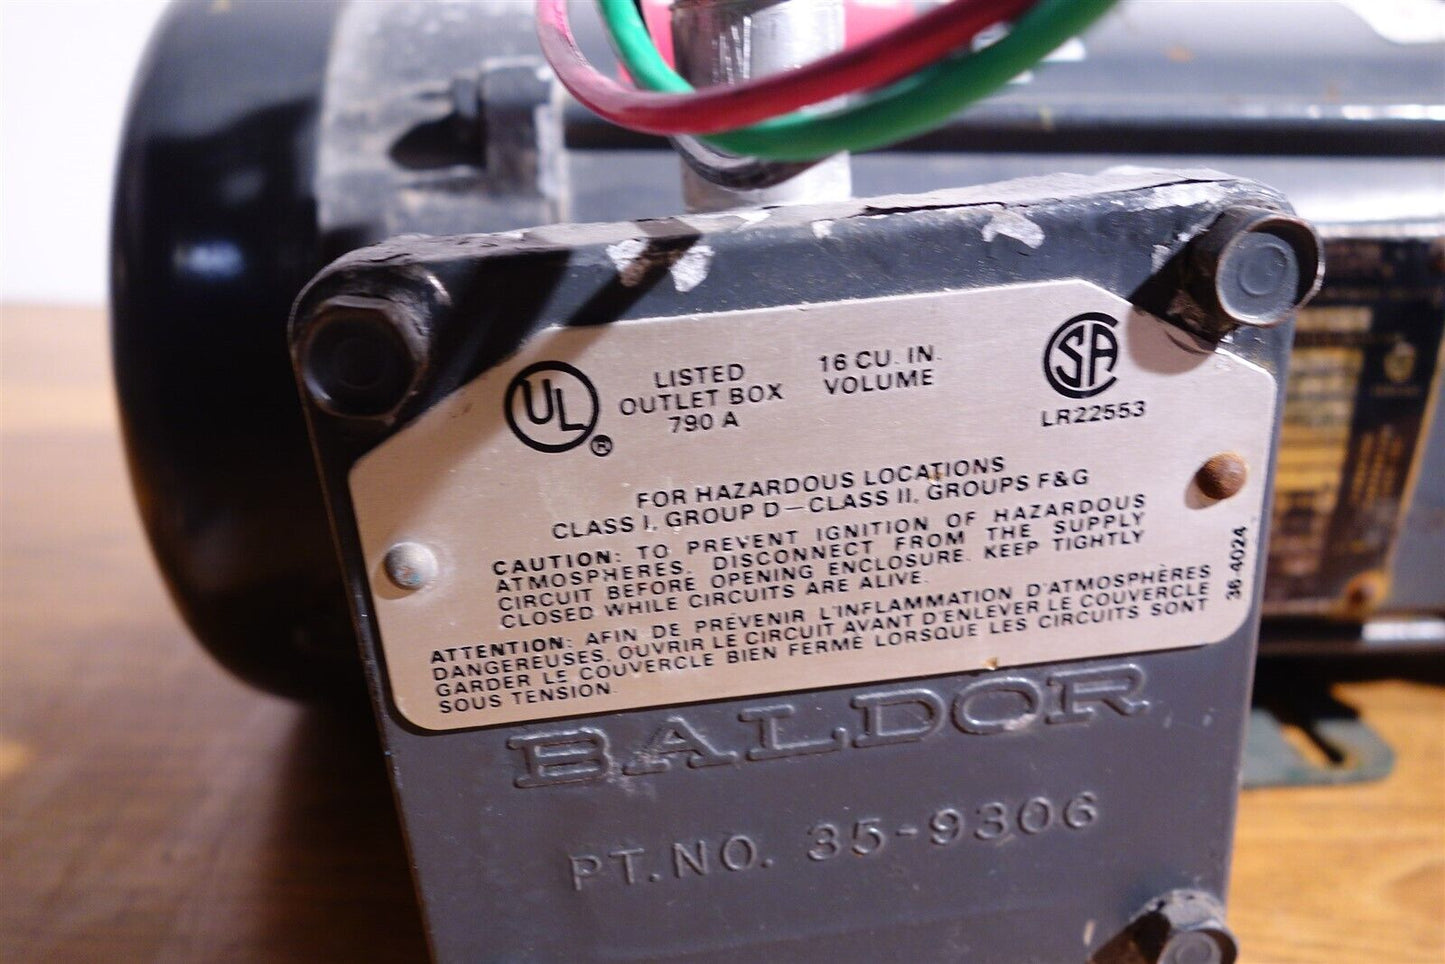 UL ®
LISTED
OUTLET BOX
790 A
16 CU. IN.
VOLUME
SA
LR22553
FOR HAZARDOUS LOCATIONS
CLASS I, GROUP D—CLASS II, GROUPS F&G
CAUTION: TO PREVENT IGNITION OF HAZARDOUS
ATMOSPHERES, DISCONNECT FROM THE SUPPLY
CIRCUIT BEFORE OPENING ENCLOSURE. KEEP TIGHTLY
CLOSED WHILE CIRCUITS ARE ALIVE.
ATTENTION: AFIN DE PRÉVENIR L'INFLAMMATION D'ATMOSPHÈRES
DANGEREUSES, OUVRIR LE CIRCUIT AVANT D'ENLEVER LE COUVERCLE
GARDER LE COUVERCLE BIEN FERMÉ LORSQUE LES CIRCUITS SONT
SOUS TENSION.
36.4024
BALDOR
PT. NO. 35-9306